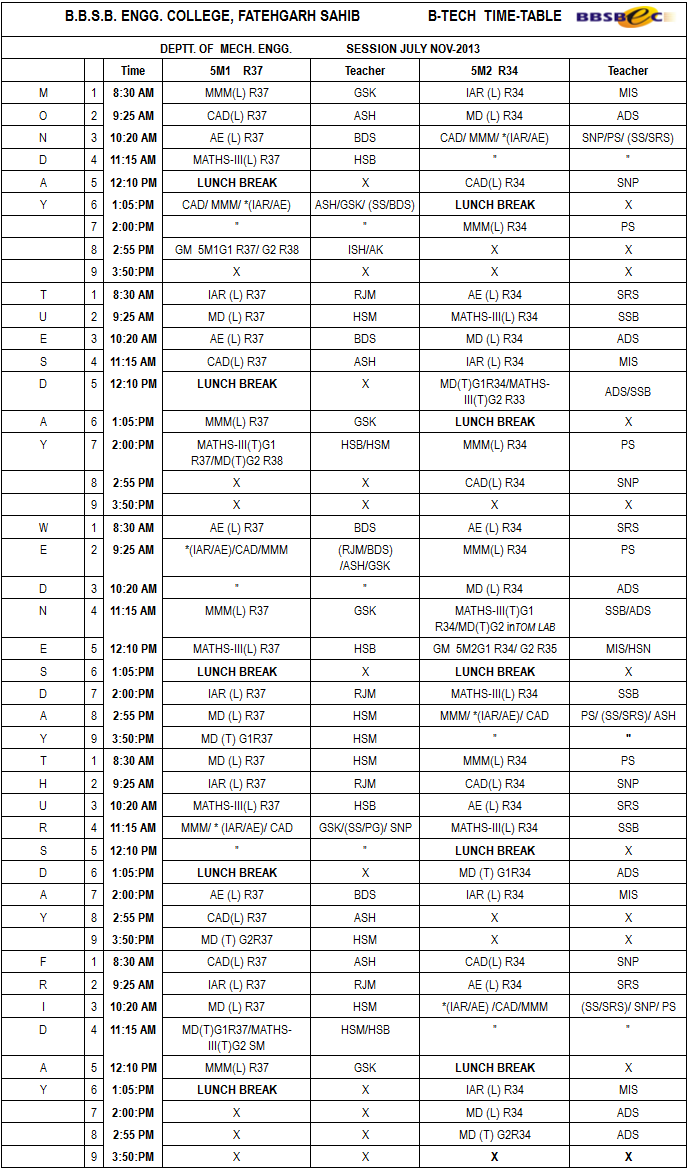 B.B.S.B. ENGG. COLLEGE, FATEHGARH SAHIB B-TECH TIME-TABLE BBSBeC
DEPTT. OF MECH. ENGG. SESSION JULY NOV-2013
Time 5M1 R37 Teacher 5M2 R34 Teacher
M 1 8:30 AM MMM(L) R37 GSK IAR (L) R34 MIS
O 2 9:25 AM CAD(L) R37 ASH MD (L) R34 ADS
N 3 10:20 AM AE (L) R37 BDS CAD/ MMM/ *(IAR/AE) SNP/PS/ (SS/SRS)
D 4 11:15 AM MATHS-III(L) R37 HSB " "
A 5 12:10 PM LUNCH BREAK X CAD(L) R34 SNP
Y 6 1:05:PM CAD/ MMM/ *(IAR/AE) ASH/GSK/ (SS/BDS) LUNCH BREAK X
7 2:00:PM " " MMM(L) R34 PS
8 2:55 PM GM 5M1G1 R37/ G2 R38 ISH/AK X X
9 3:50:PM X X X X
T 1 8:30 AM IAR (L) R37 RJM AE (L) R34 SRS
U 2 9:25 AM MD (L) R37 HSM MATHS-III(L) R34 SSB
E 3 10:20 AM AE (L) R37 BDS MD (L) R34 ADS
S 4 11:15 AM CAD(L) R37 ASH IAR (L) R34 MIS
D 5 12:10 PM LUNCH BREAK X MD(T)G1R34/MATHS-
III(T)G2 R33 ADS/SSB
A 6 1:05:PM MMM(L) R37 GSK LUNCH BREAK X
Y 7 2:00:PM MATHS-III(T)G1 HSB/HSM MMM(L) R34 PS
R37/MD(T)G2 R38
8 2:55 PM X X CAD(L) R34 SNP
9 3:50:PM X X X X
W 1 8:30 AM AE (L) R37 BDS AE (L) R34 SRS
E 2 9:25 AM *(IAR/AE)/CAD/MMM (RJM/BDS) MMM(L) R34 PS
/ASH/GSK
D 3 10:20 AM " " MD (L) R34 ADS
N 4 11:15 AM MMM(L) R37 GSK MATHS-III(T)G1 SSB/ADS
R34/MD(T)G2 inTOM LAB
E 5 12:10 PM MATHS-III(L) R37 HSB GM 5M2G1 R34/ G2 R35 MIS/HSN
S 6 1:05:PM LUNCH BREAK X LUNCH BREAK X
D 7 2:00:PM IAR (L) R37 RJM MATHS-III(L) R34 SSB
A 8 2:55 PM MD (L) R37 HSM MMM/ *(IAR/AE)/ CAD PS/ (SS/SRS)/ ASH
Y 9 3:50:PM MD (T) G1R37 HSM " "
T 1 8:30 AM MD (L) R37 HSM MMM(L) R34 PS
H 2 9:25 AM IAR (L) R37 RJM CAD(L) R34 SNP
U 3 10:20 AM MATHS-III(L) R37 HSB AE (L) R34 SRS
R 4 11:15 AM MMM/ * (IAR/AE)/ CAD GSK/(SS/PG)/ SNP MATHS-III(L) R34 SSB
S 5 12:10 PM " " LUNCH BREAK X
D 6 1:05:PM LUNCH BREAK X MD (T) G1R34 ADS
A 7 2:00:PM AE (L) R37 BDS IAR (L) R34 MIS
Y 8 2:55 PM CAD(L) R37 ASH X X
9 3:50:PM MD (T) G2R37 HSM X X
F 1 8:30 AM CAD(L) R37 ASH CAD(L) R34 SNP
R 2 9:25 AM IAR (L) R37 RJM AE (L) R34 SRS
I 3 10:20 AM MD (L) R37 HSM *(IAR/AE) /CAD/MMM (SS/SRS)/ SNP/ PS
D 4 11:15 AM MD(T)G1R37/MATHS- HSM/HSB " "
III(T)G2 SM
A 5 12:10 PM MMM(L) R37 GSK LUNCH BREAK X
Y 6 1:05:PM LUNCH BREAK X IAR (L) R34 MIS
7 2:00:PM X X MD (L) R34 ADS
8 2:55 PM X X MD (T) G2R34 ADS
9 3:50:PM X X X X